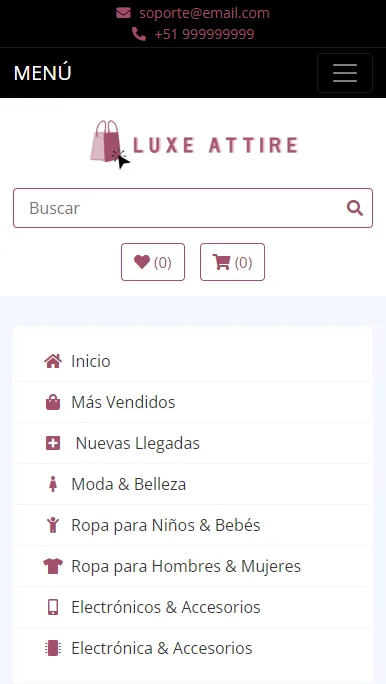 soporte@email.com
+51 999999999
MENÚ
LUXE ATTIRE
Buscar
(0) (0)
Inicio
Más Vendidos
Nuevas Llegadas
Moda & Belleza
Ropa para Niños & Bebés
Ropa para Hombres & Mujeres
Electrónicos & Accesorios
Electrónica & Accesorios